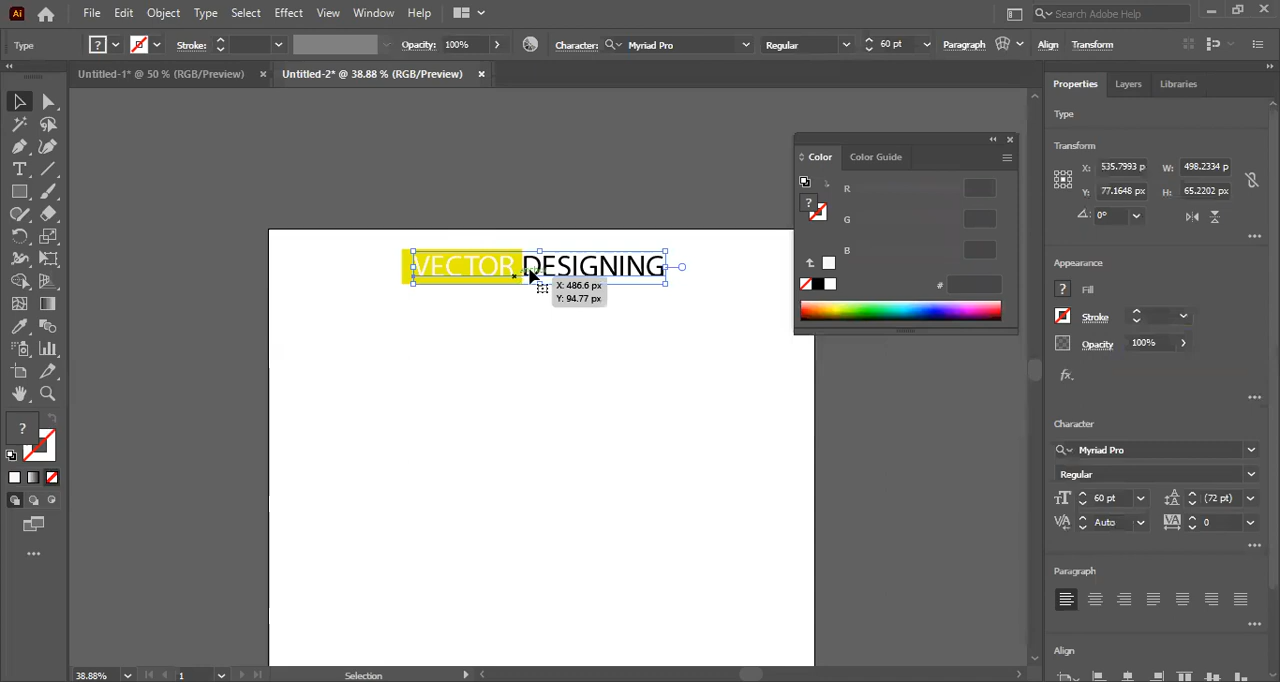 Ai File Edit Object Type Select Effect View Window Help Search Adobe Help
Type ? Stroke: Opacity: 100% Character: Myriad Pro Regular 60 pt Paragraph Align Transform
Untitled-1* @ 50 % (RGB/Preview) Untitled-2* @ 38.88 % (RGB/Preview)
Properties Layers Libraries
Type
Transform
X: 535.7993 p W: 498.2334 p
Y: 77.1648 px H: 65.2202 px
0°
Color Color Guide
? R
G
B
#
VECTOR DESIGNING
X: 486.6 px
Y: 94.77 px
Appearance
? Fill
Stroke
Opacity 100%
fx.
Character
Myriad Pro
Regular
60 pt (72 pt)
Auto 0
Paragraph
Align
?
38.88% 1 Selection